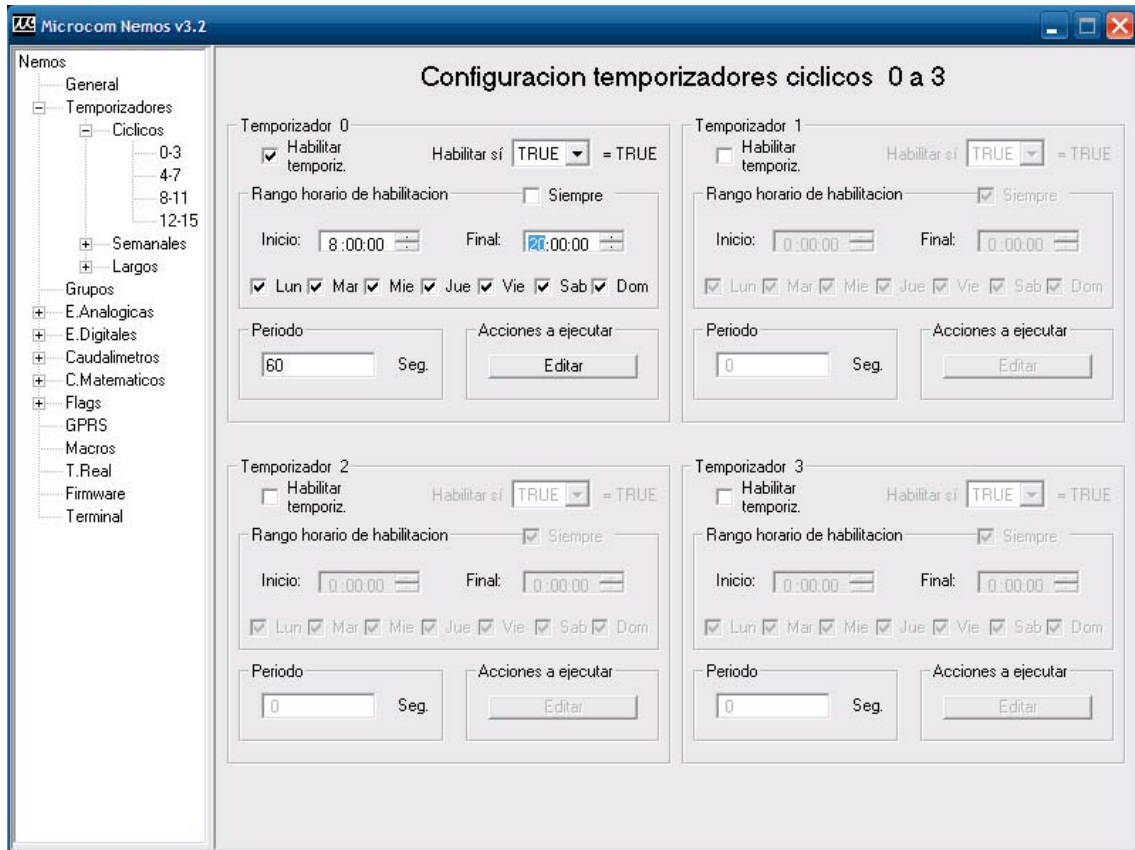 Microcom Nemos v3.2
Nemos
General
Temporizadores
Ciclicos
0-3
4-7
8-11
12-15
Semanales
Largos
Grupos
E.Analogicas
E.Digitales
Caudalimetros
C.Matematicos
Flags
GPRS
Macros
T.Real
Firmware
Terminal
Configuracion temporizadores ciclicos 0 a 3
Temporizador 0
Habilitar temporiz.
Habilitar sí TRUE = TRUE
Rango horario de habilitacion Siempre
Inicio: 8:00:00 Final: 20:00:00
Lun Mar Mie Jue Vie Sab Dom
Periodo Acciones a ejecutar
60 Seg. Editar
Temporizador 1
Habilitar temporiz.
Habilitar sí TRUE = TRUE
Rango horario de habilitacion Siempre
Inicio: 0:00:00 Final: 0:00:00
Lun Mar Mie Jue Vie Sab Dom
Periodo Acciones a ejecutar
0 Seg. Editar
Temporizador 2
Habilitar temporiz.
Habilitar sí TRUE = TRUE
Rango horario de habilitacion Siempre
Inicio: 0:00:00 Final: 0:00:00
Lun Mar Mie Jue Vie Sab Dom
Periodo Acciones a ejecutar
0 Seg. Editar
Temporizador 3
Habilitar temporiz.
Habilitar sí TRUE = TRUE
Rango horario de habilitacion Siempre
Inicio: 0:00:00 Final: 0:00:00
Lun Mar Mie Jue Vie Sab Dom
Periodo Acciones a ejecutar
0 Seg. Editar